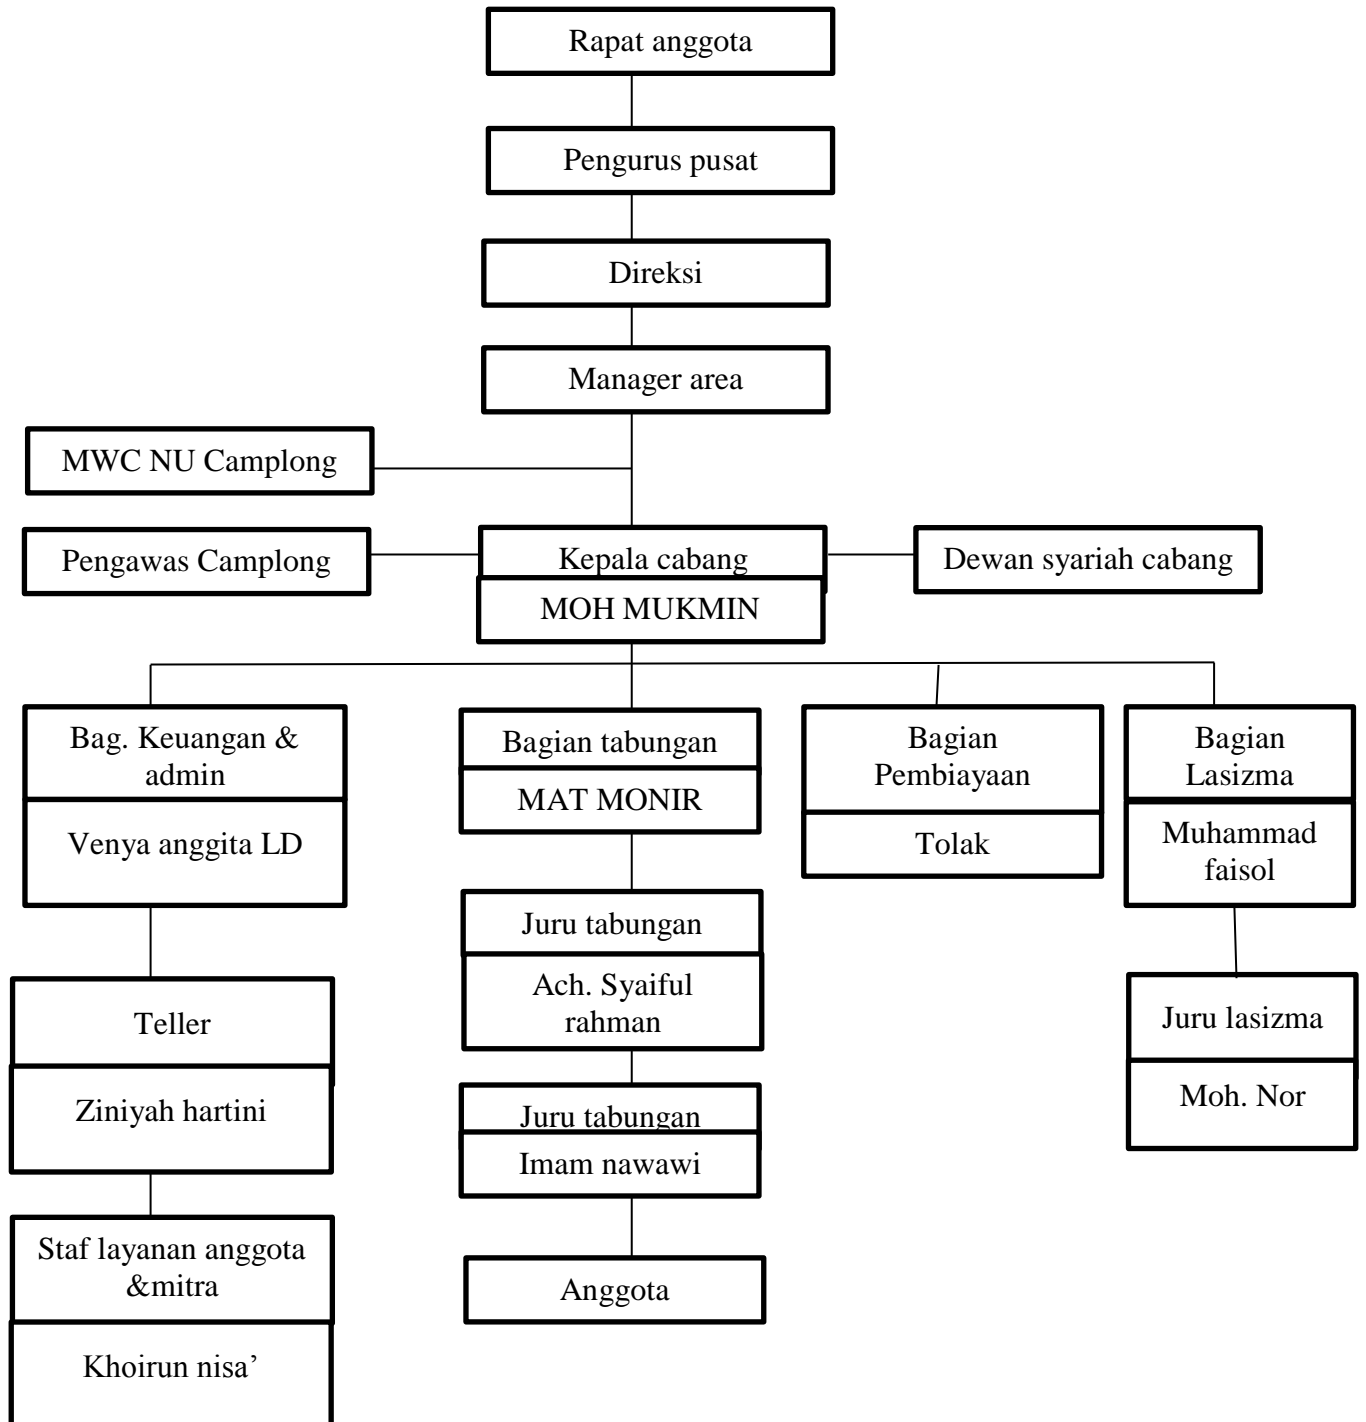 Rapat anggota
Pengurus pusat
Direksi
Manager area
MWC NU Camplong
Pengawas Camplong
Kepala cabang
Dewan syariah cabang
MOH MUKMIN
Bag. Keuangan &
admin
Venya anggita LD
Bagian tabungan
MAT MONIR
Bagian
Pembiayaan
Tolak
Bagian
Lasizma
Muhammad
faisol
Teller
Ziniyah hartini
Juru tabungan
Ach. Syaiful
rahman
Juru lasizma
Moh. Nor
Juru tabungan
Imam nawawi
Staf layanan anggota
&mitra
Khoirun nisa’
Anggota